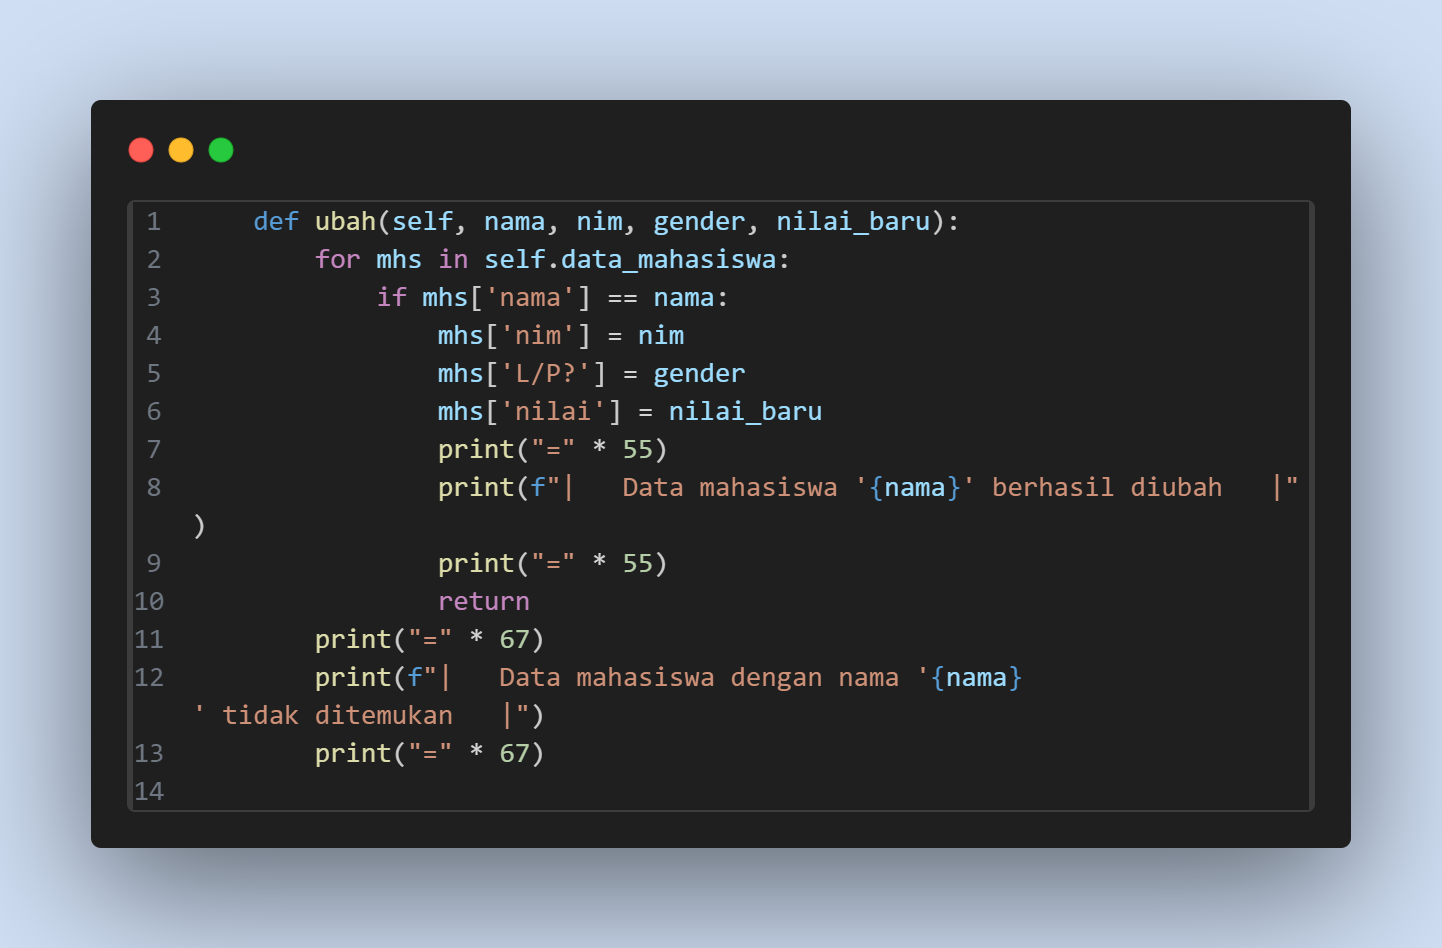 1     def ubah(self, nama, nim, gender, nilai_baru):
2         for mhs in self.data_mahasiswa:
3             if mhs['nama'] == nama:
4                 mhs['nim'] = nim
5                 mhs['L/P?'] = gender
6                 mhs['nilai'] = nilai_baru
7                 print("=" * 55)
8                 print(f"|   Data mahasiswa '{nama}' berhasil diubah   |"
)
9                 print("=" * 55)
10                 return
11         print("=" * 67)
12         print(f"|   Data mahasiswa dengan nama '{nama}
' tidak ditemukan   |")
13         print("=" * 67)
14